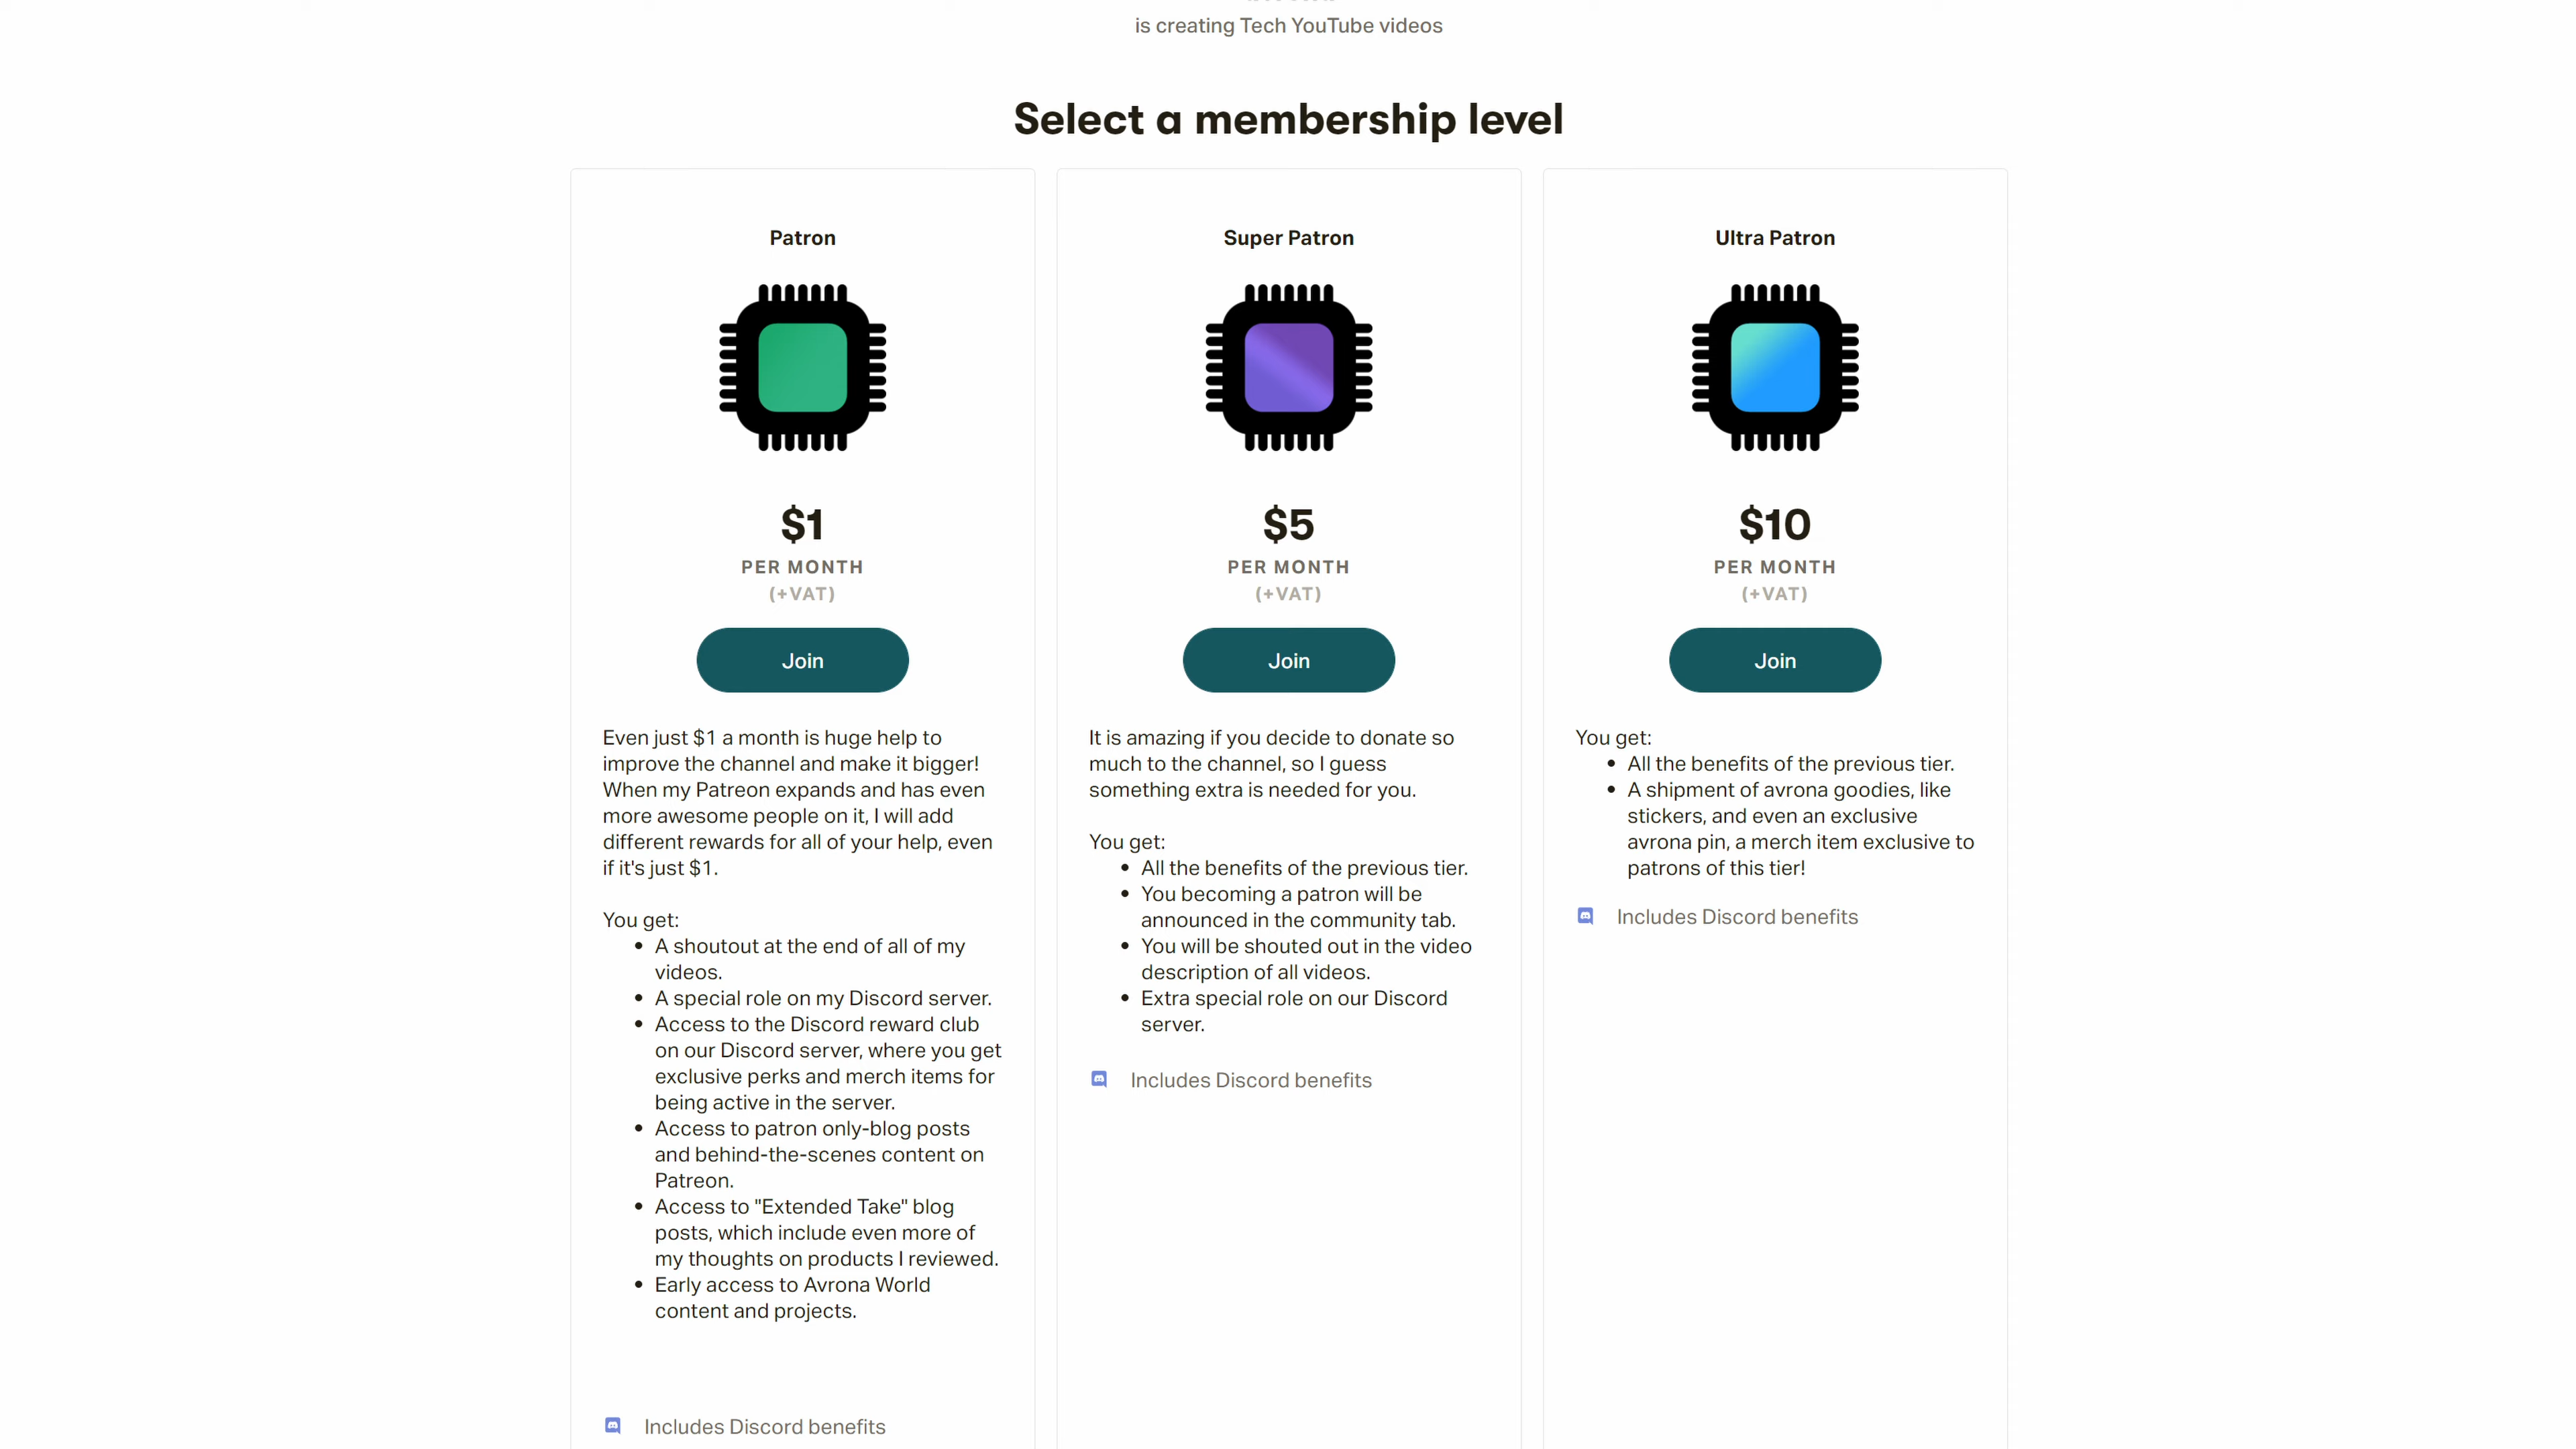 is creating Tech YouTube videos
Select a membership level
Patron
$1
PER MONTH
(+VAT)
Join
Even just $1 a month is huge help to
improve the channel and make it bigger!
When my Patreon expands and has even
more awesome people on it, I will add
different rewards for all of your help, even
if it's just $1.
You get:
• A shoutout at the end of all of my
videos.
• A special role on my Discord server.
• Access to the Discord reward club
on our Discord server, where you get
exclusive perks and merch items for
being active in the server.
• Access to patron only-blog posts
and behind-the-scenes content on
Patreon.
• Access to "Extended Take" blog
posts, which include even more of
my thoughts on products I reviewed.
• Early access to Avrona World
content and projects.
Includes Discord benefits
Super Patron
$5
PER MONTH
(+VAT)
Join
It is amazing if you decide to donate so
much to the channel, so I guess
something extra is needed for you.
You get:
• All the benefits of the previous tier.
• You becoming a patron will be
announced in the community tab.
• You will be shouted out in the video
description of all videos.
• Extra special role on our Discord
server.
Includes Discord benefits
Ultra Patron
$10
PER MONTH
(+VAT)
Join
You get:
• All the benefits of the previous tier.
• A shipment of avrona goodies, like
stickers, and even an exclusive
avrona pin, a merch item exclusive to
patrons of this tier!
Includes Discord benefits